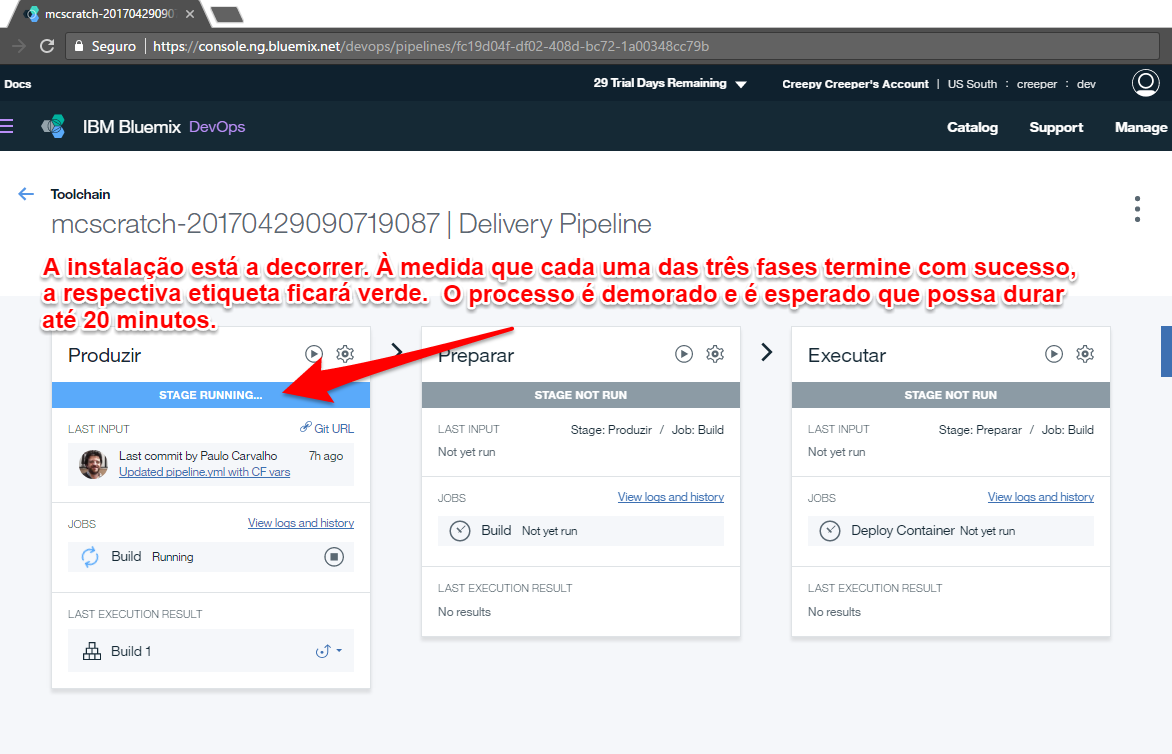 mcscratch-2017042909071
Seguro | https://console.ng.bluemix.net/devops/pipelines/fc19d04f-df02-408d-bc72-1a00348cc79b
Docs
29 Trial Days Remaining
Creepy Creeper's Account | US South : creeper : dev
IBM Bluemix DevOps
Catalog Support Manage
Toolchain
mcscratch-20170429090719087 | Delivery Pipeline
A instalação está a decorrer. À medida que cada uma das três fases termine com sucesso,
a respectiva etiqueta ficará verde. O processo é demorado e é esperado que possa durar
até 20 minutos.
Produzir
STAGE RUNNING...
LAST INPUT Git URL
Last commit by Paulo Carvalho 7h ago
Updated pipeline.yml with CF vars
JOBS View logs and history
Build Running
LAST EXECUTION RESULT
Build 1
Preparar
STAGE NOT RUN
LAST INPUT Stage: Produzir / Job: Build
Not yet run
JOBS View logs and history
Build Not yet run
LAST EXECUTION RESULT
No results
Executar
STAGE NOT RUN
LAST INPUT Stage: Preparar / Job: Build
Not yet run
JOBS View logs and history
Deploy Container Not yet run
LAST EXECUTION RESULT
No results